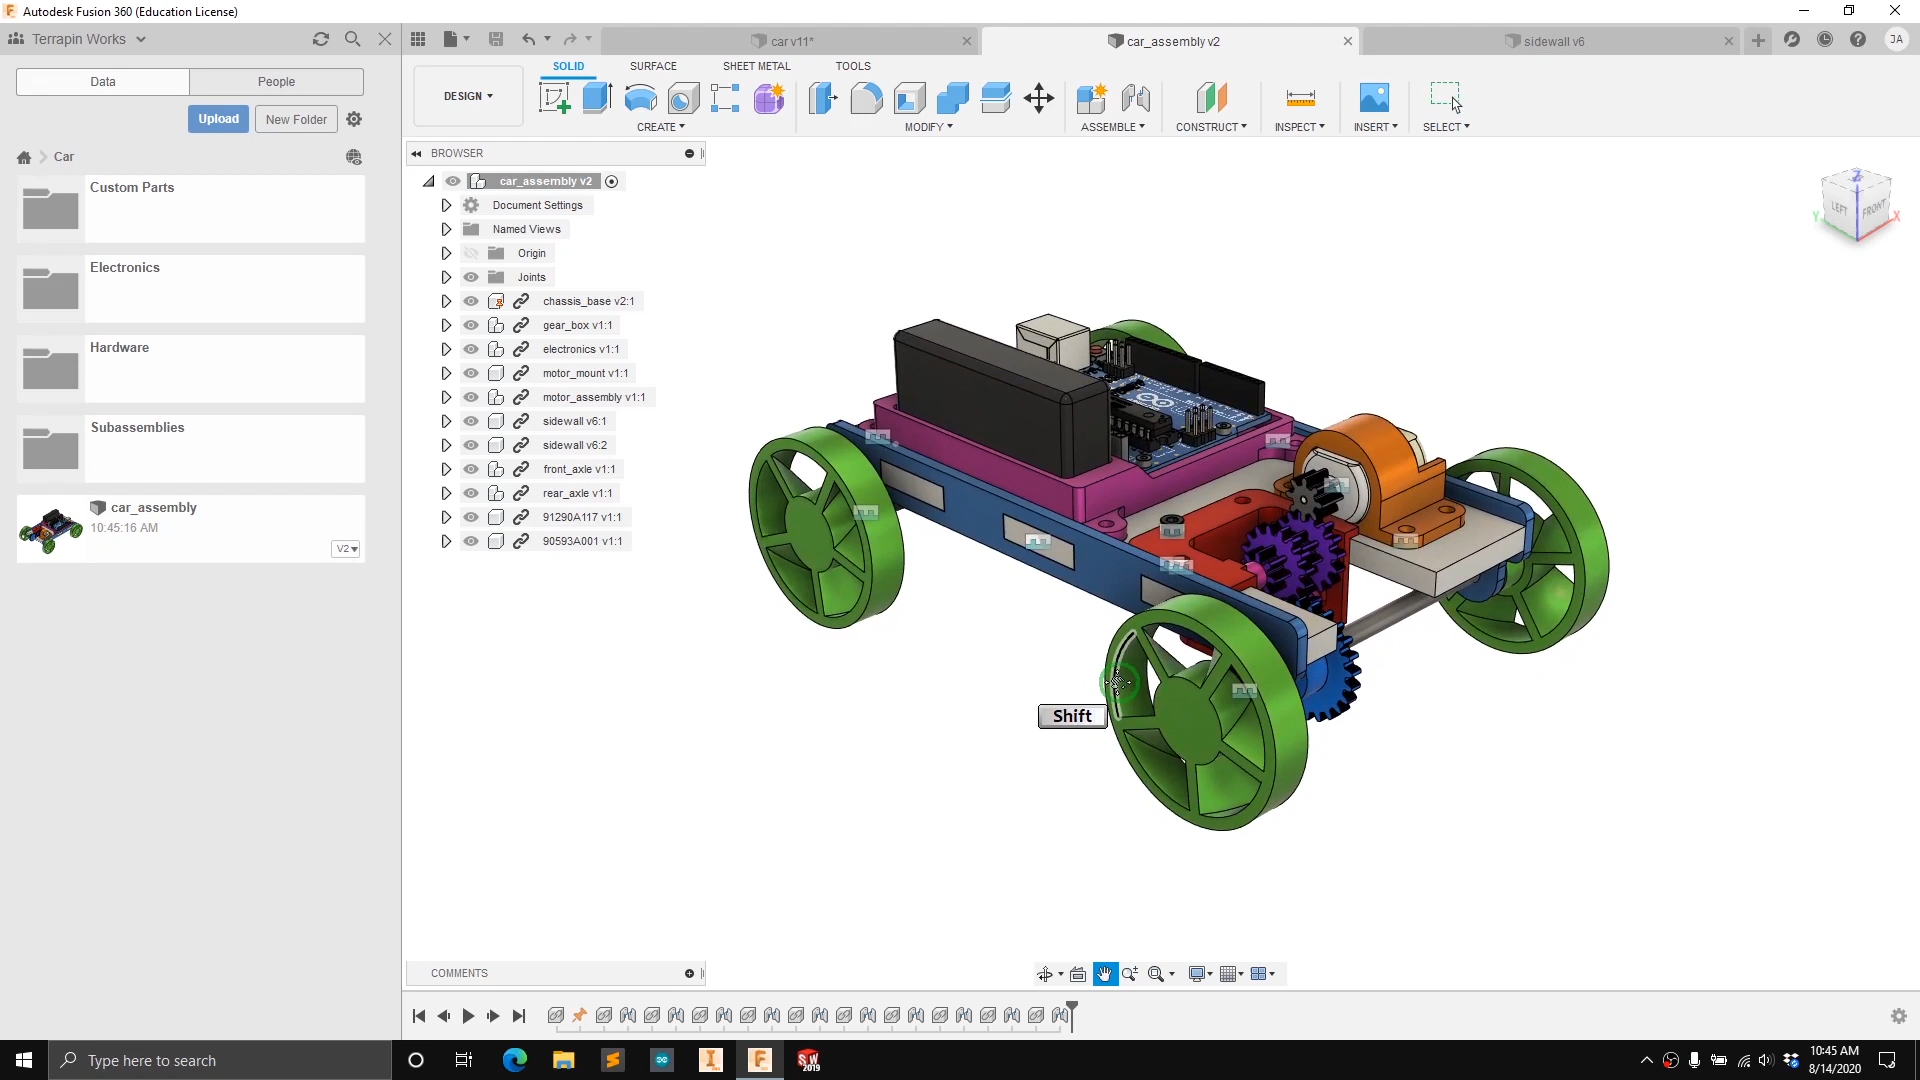 Autodesk Fusion 360 (Education License)
Terrapin Works
Data
People
Upload
New Folder
Car
Custom Parts
Electronics
Hardware
Subassemblies
car_assembly
10:45:16 AM
V2
car v11*
car_assembly v2
sidewall v6
JA
SOLID
SURFACE
SHEET METAL
TOOLS
DESIGN
CREATE
MODIFY
ASSEMBLE
CONSTRUCT
INSPECT
INSERT
SELECT
BROWSER
car_assembly v2
Document Settings
Named Views
Origin
Joints
chassis_base v2:1
gear_box v1:1
electronics v1:1
motor_mount v1:1
motor_assembly v1:1
sidewall v6:1
sidewall v6:2
front_axle v1:1
rear_axle v1:1
91290A117 v1:1
90593A001 v1:1
Z
LEFT
FRONT
Y
X
Shift
COMMENTS
Type here to search
SW
2019
10:45 AM
8/14/2020